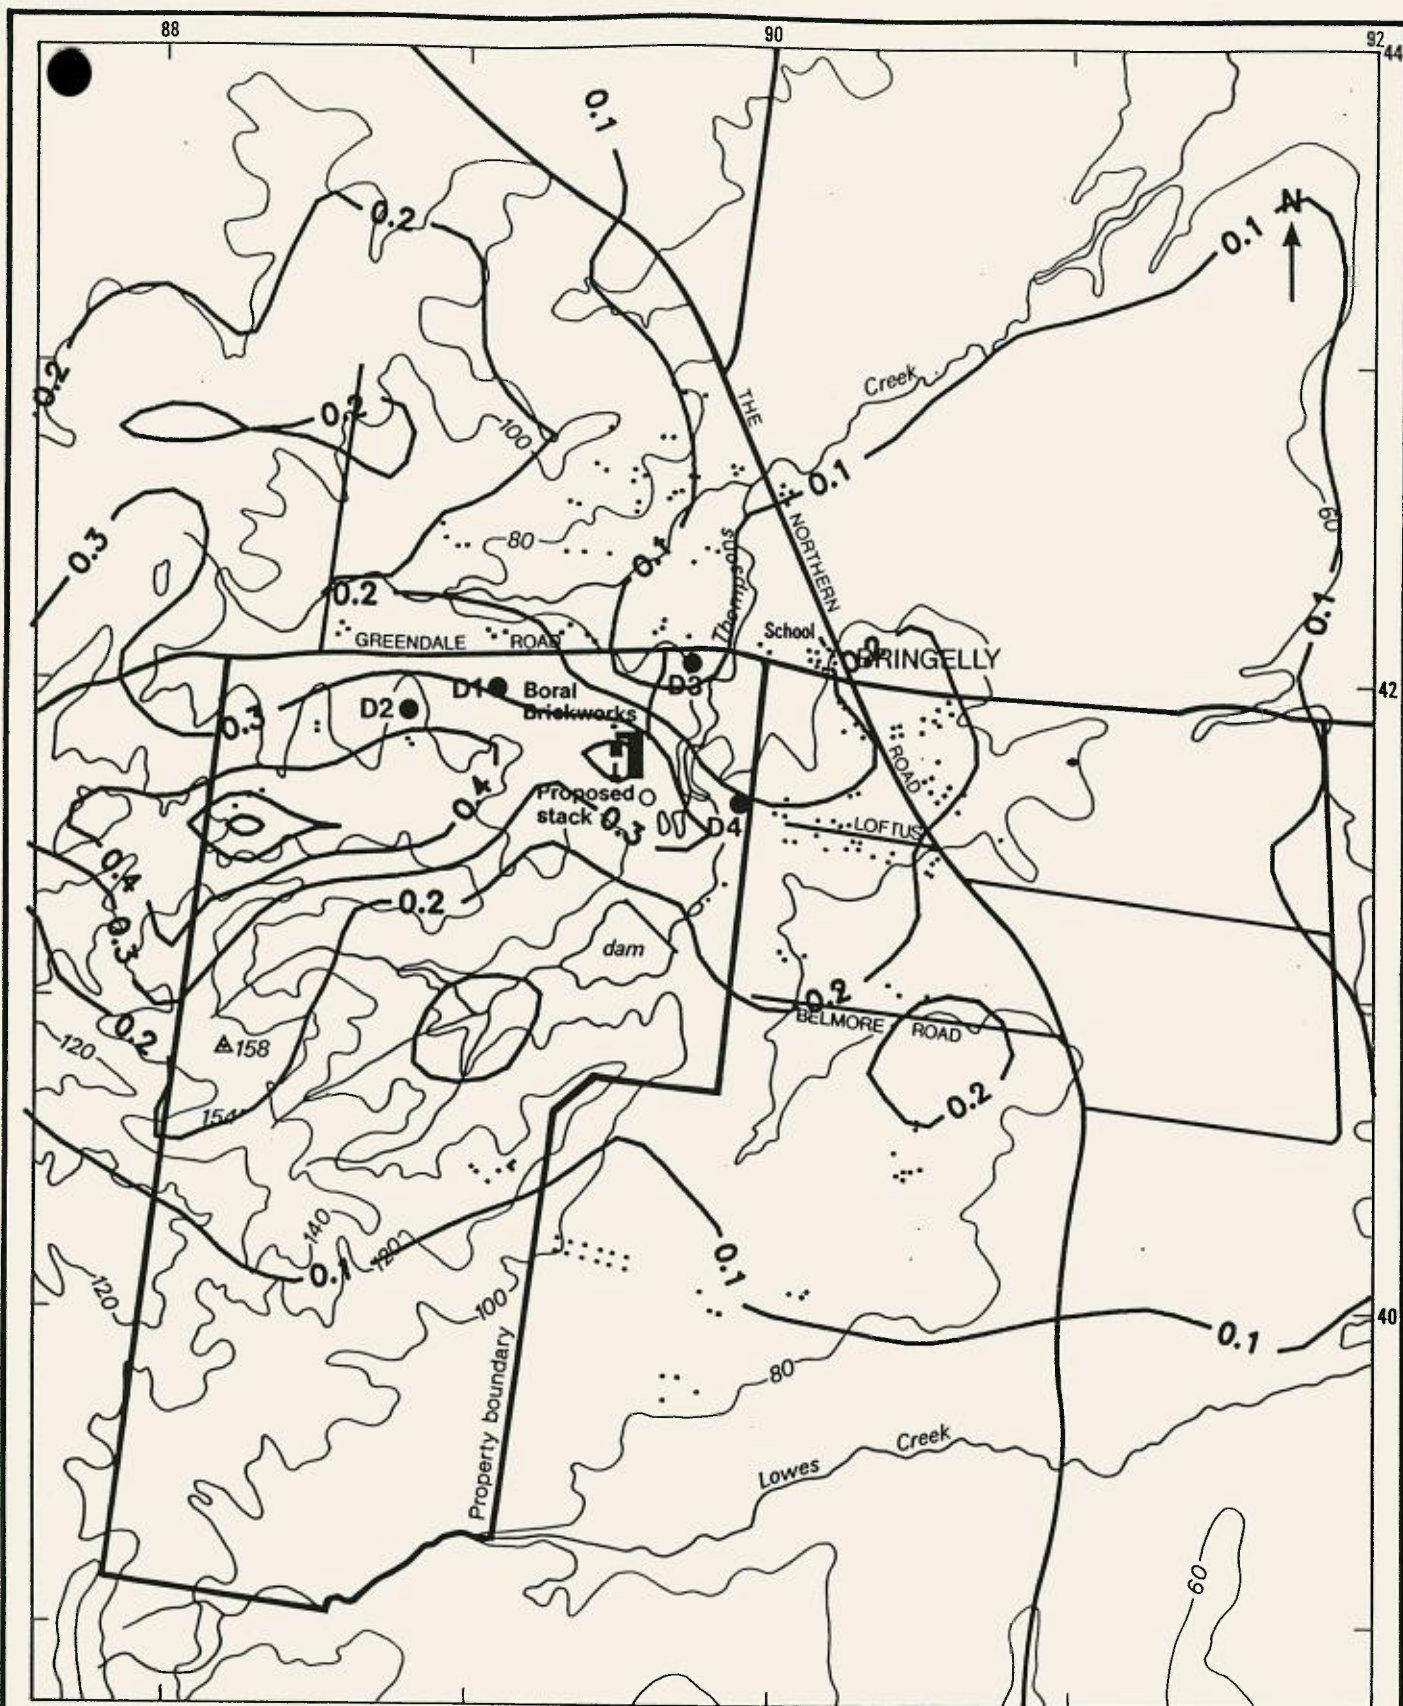 88
90
92
44
0.1
N
0.2
0.1
0.2
Creek
THE
0.2
100
0.1
NORTHERN
60
80
Thompsons
0.3
0.1
0.2
0.1
School
GREENDALE ROAD
0.2
BRINGELLY
D3
D1
Boral
Brickworks
42
D2
0.3
ROAD
0.4
Proposed
stack
0.3
D4
LOFTUS
0.4
0.2
0.3
dam
0.2
0.2
BELMORE ROAD
120
158
0.2
154
140
120
0.1
0.1
120
100
40
0.1
80
Property boundary
Creek
Lowes
60